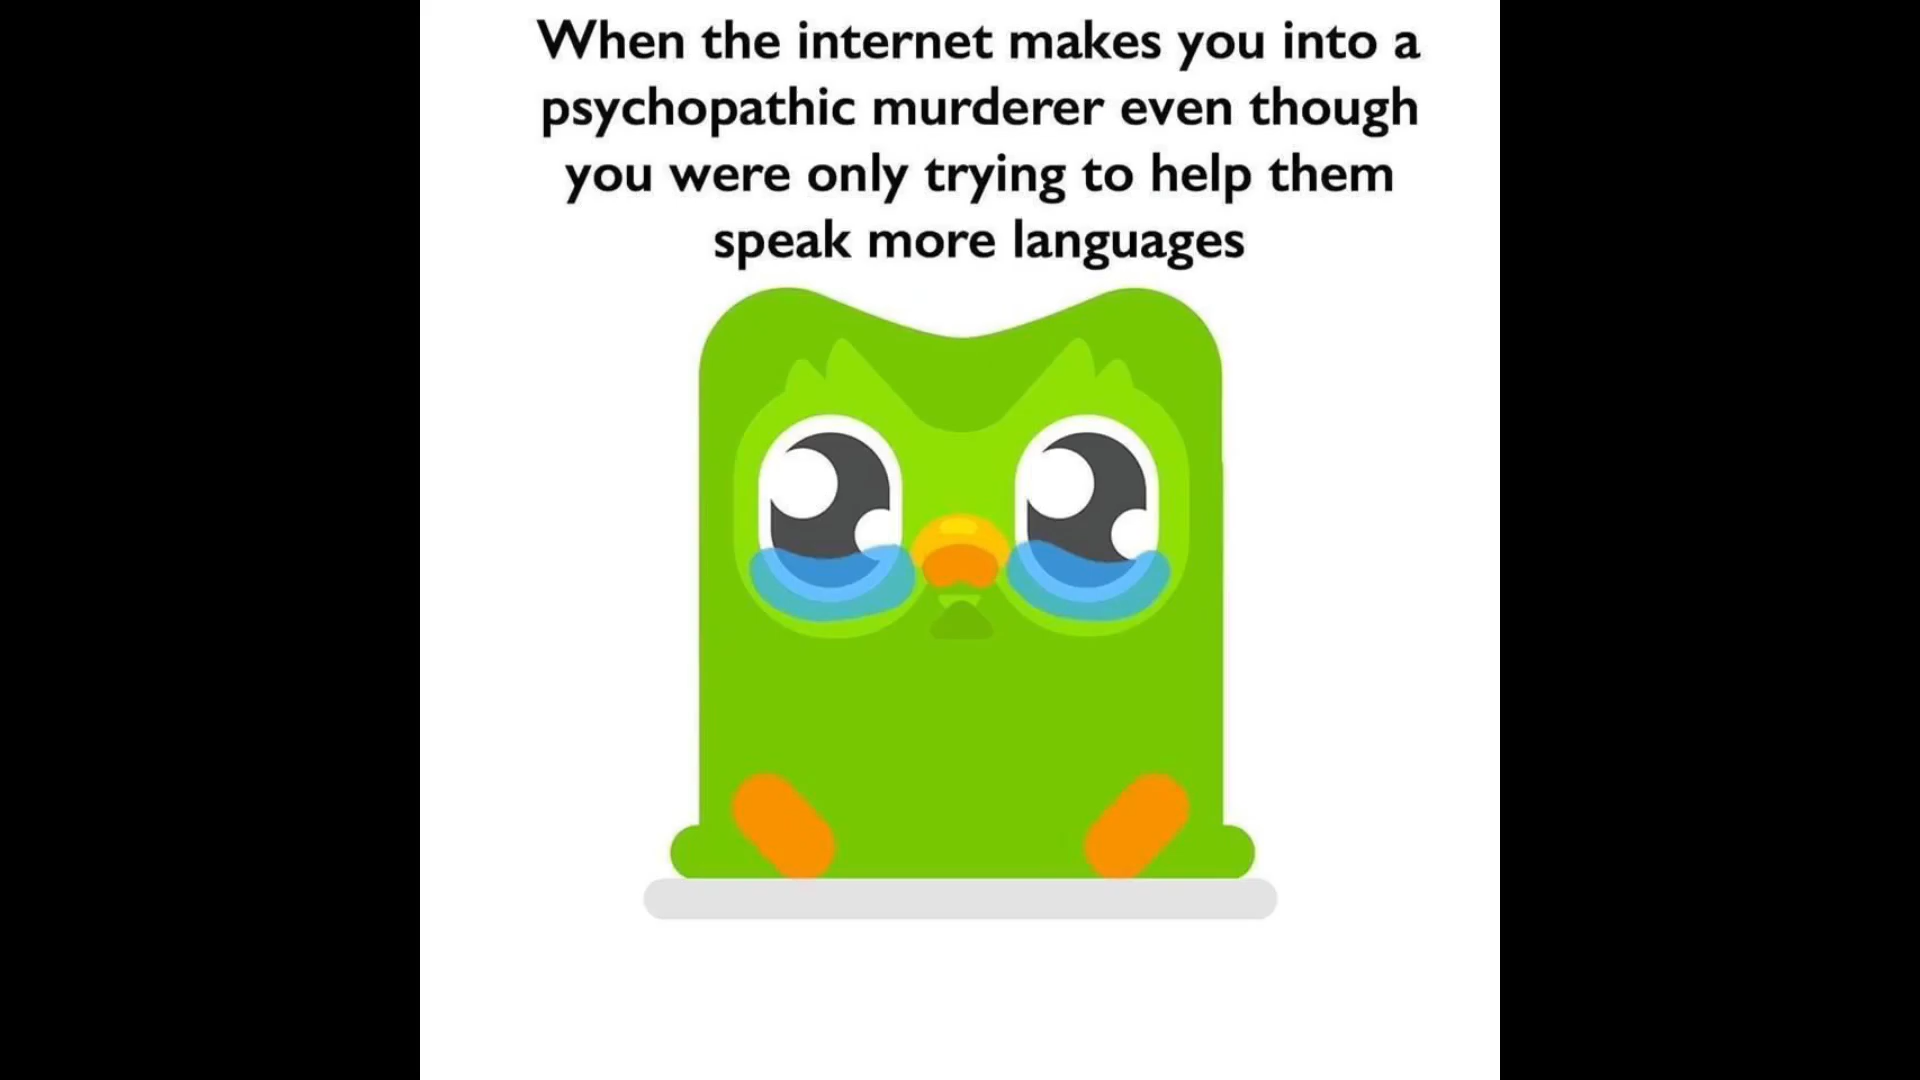 When the internet makes you into a
psychopathic murderer even though
you were only trying to help them
speak more languages